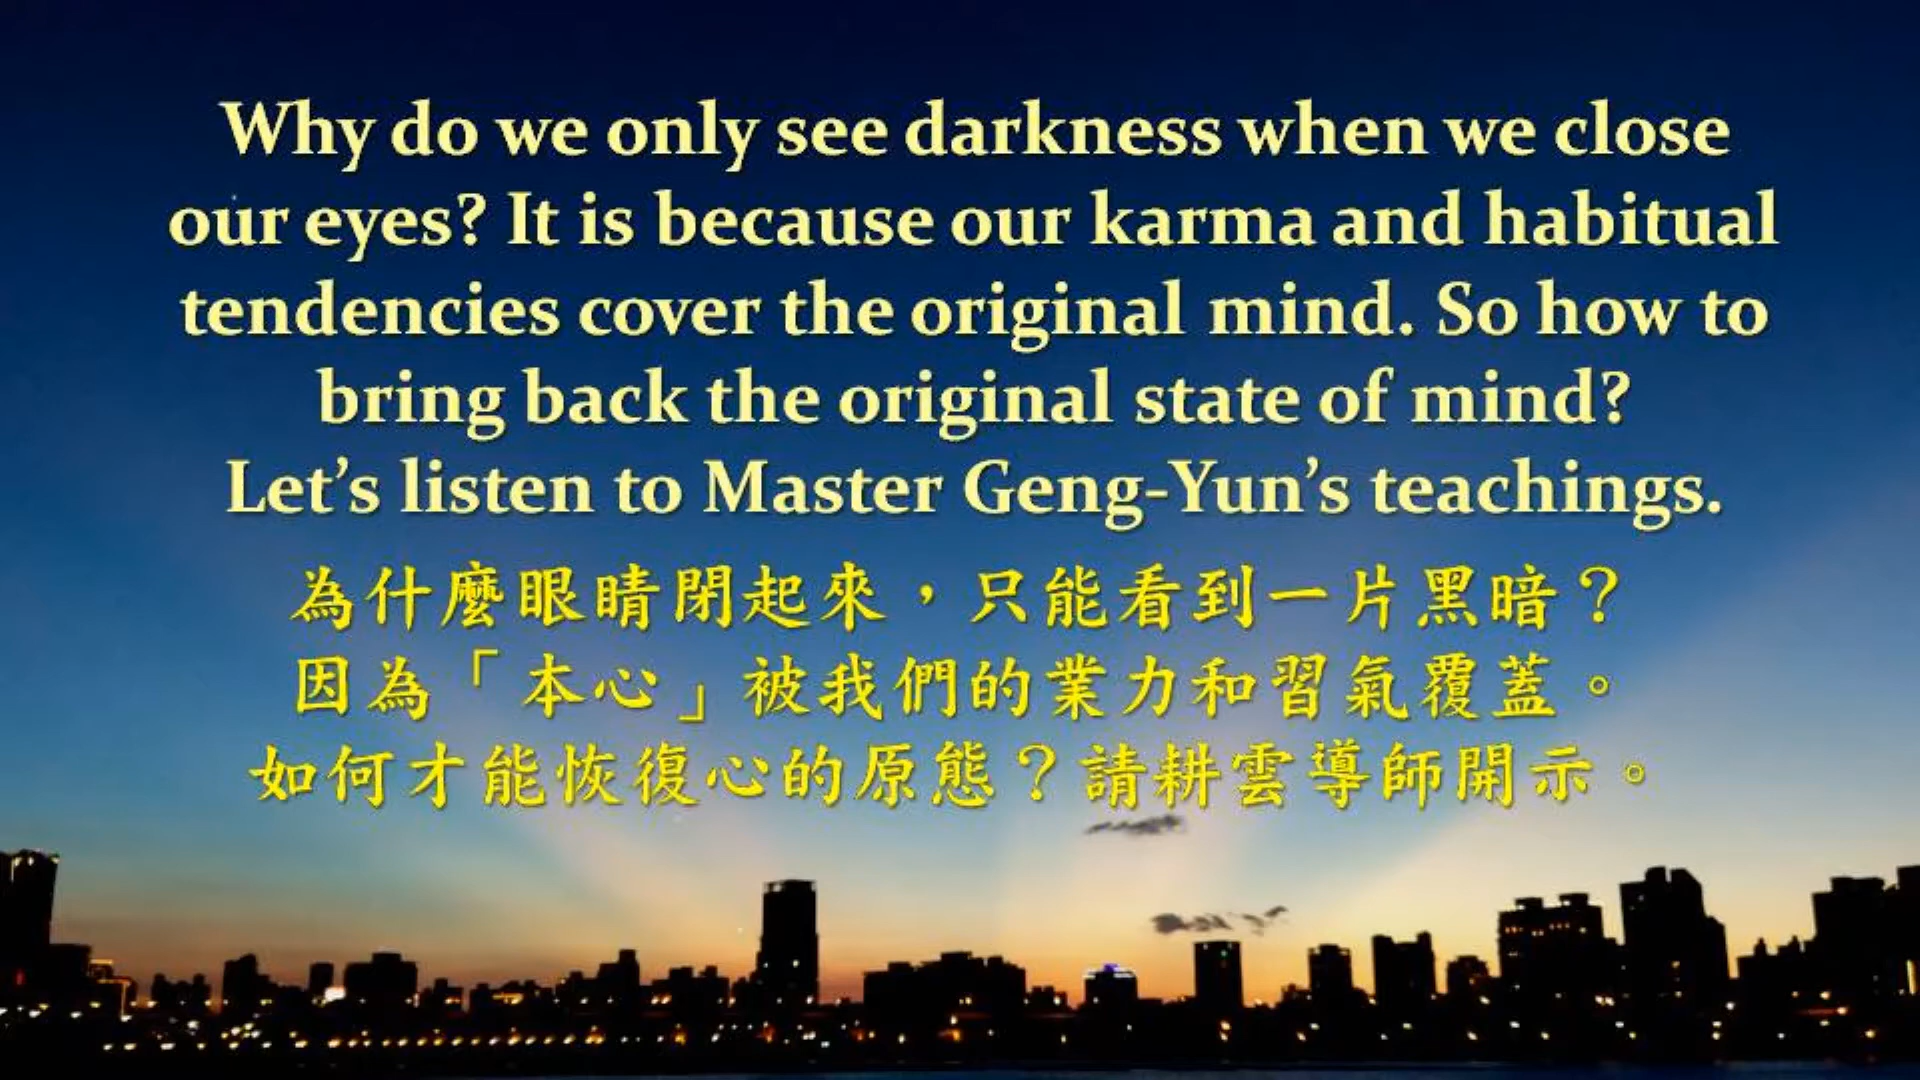 Why do we only see darkness when we close
our eyes? It is because our karma and habitual
tendencies cover the original mind. So how to
bring back the original state of mind?
Let’s listen to Master Geng-Yun’s teachings.
為什麼眼睛閉起來，只能看到一片黑暗？
因為「本心」被我們的業力和習氣覆蓋。
如何才能恢復心的原態？請耕雲導師開示。